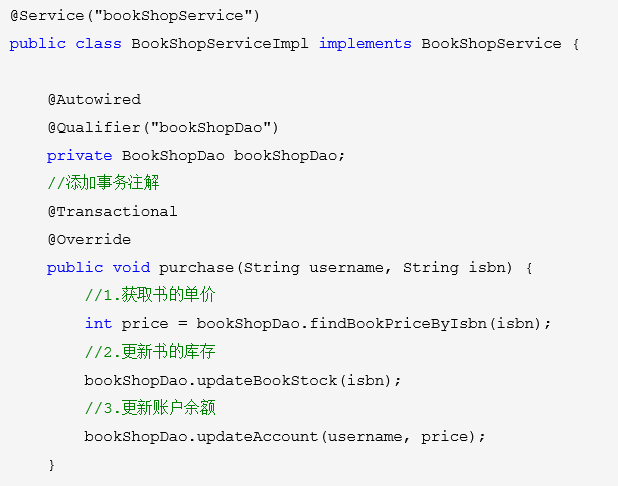 @Service("bookShopService")
public class BookShopServiceImpl implements BookShopService {
@Autowired
@Qualifier("bookShopDao")
private BookShopDao bookShopDao;
//添加事务注解
@Transactional
@Override
public void purchase(String username, String isbn) {
//1.获取书的单价
int price = bookShopDao.findBookPriceByIsbn(isbn);
//2.更新书的库存
bookShopDao.updateBookStock(isbn);
//3.更新账户余额
bookShopDao.updateAccount(username, price);
}